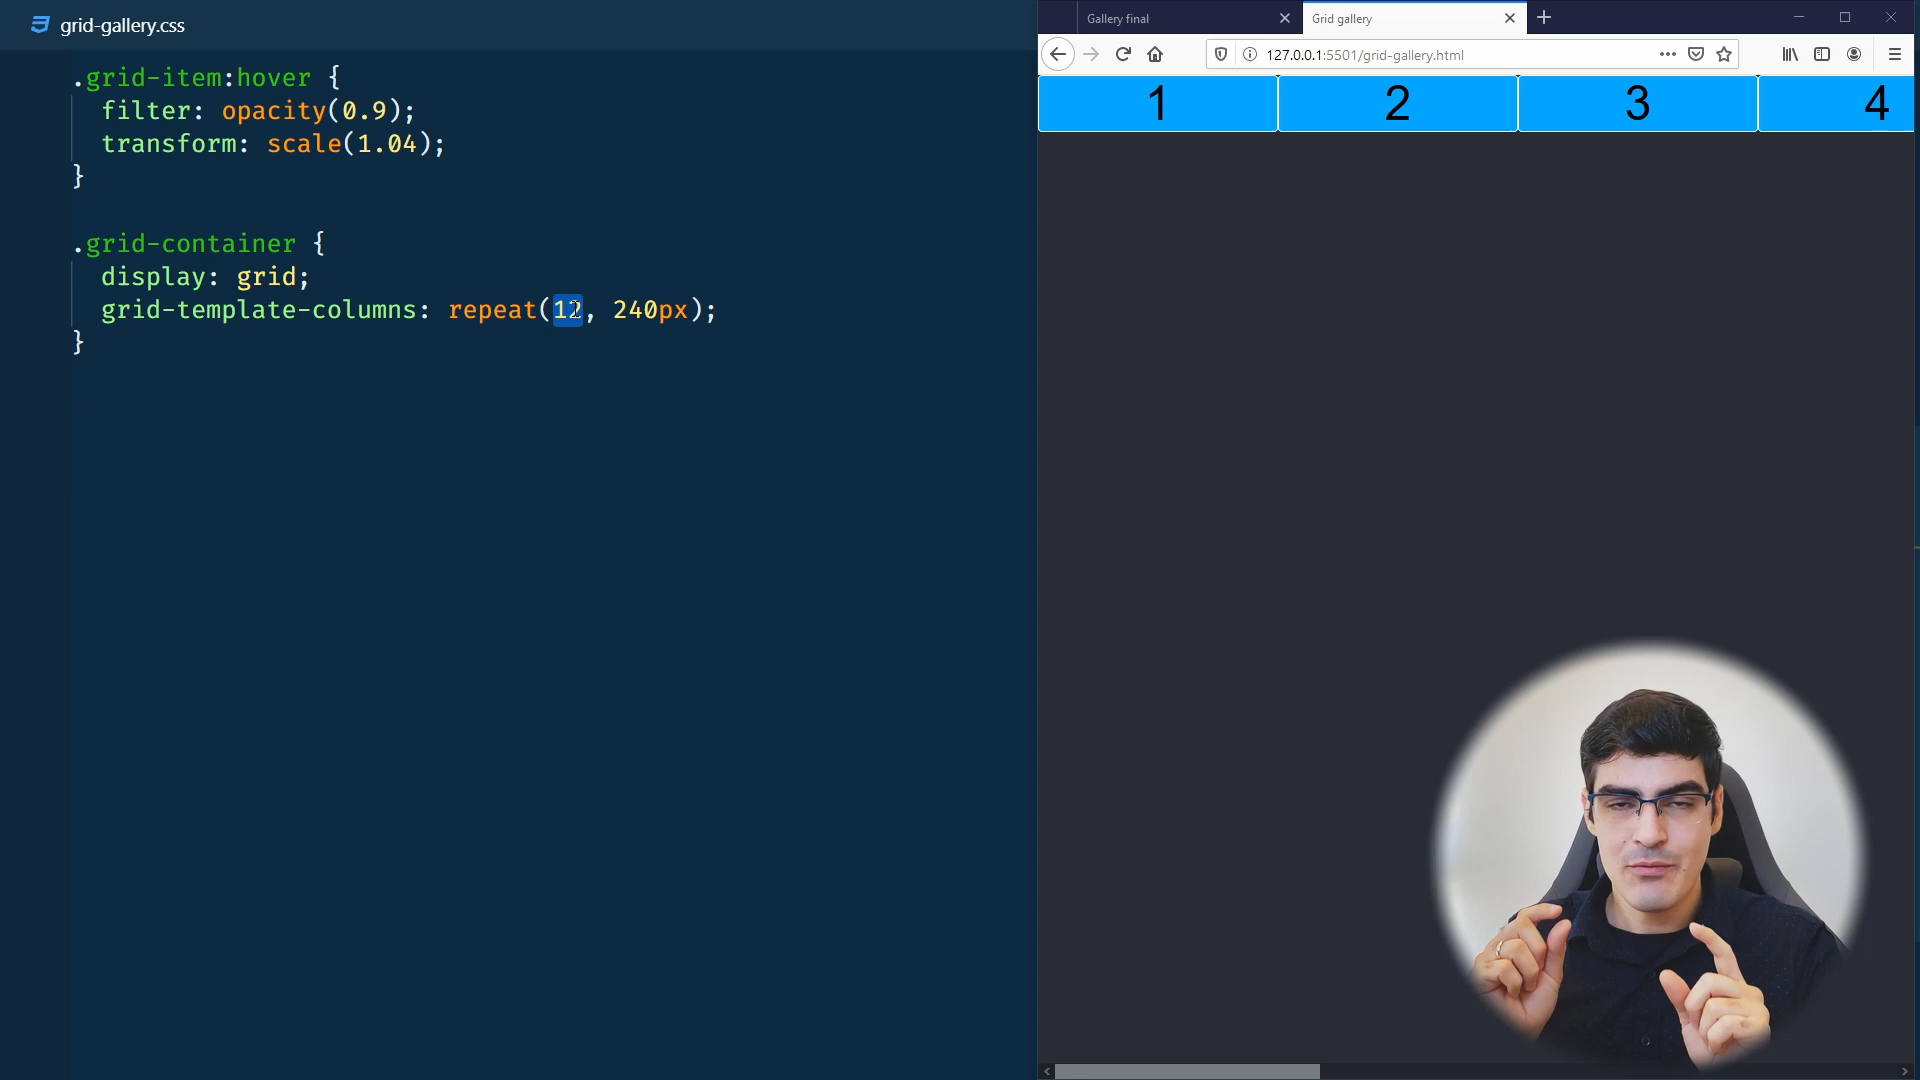 grid-gallery.css
.grid-item:hover {
filter: opacity(0.9);
transform: scale(1.04);
}
.grid-container {
display: grid;
grid-template-columns: repeat(12, 240px);
}
Gallery final
Grid gallery
127.0.0.1:5501/grid-gallery.html
1 2 3 4